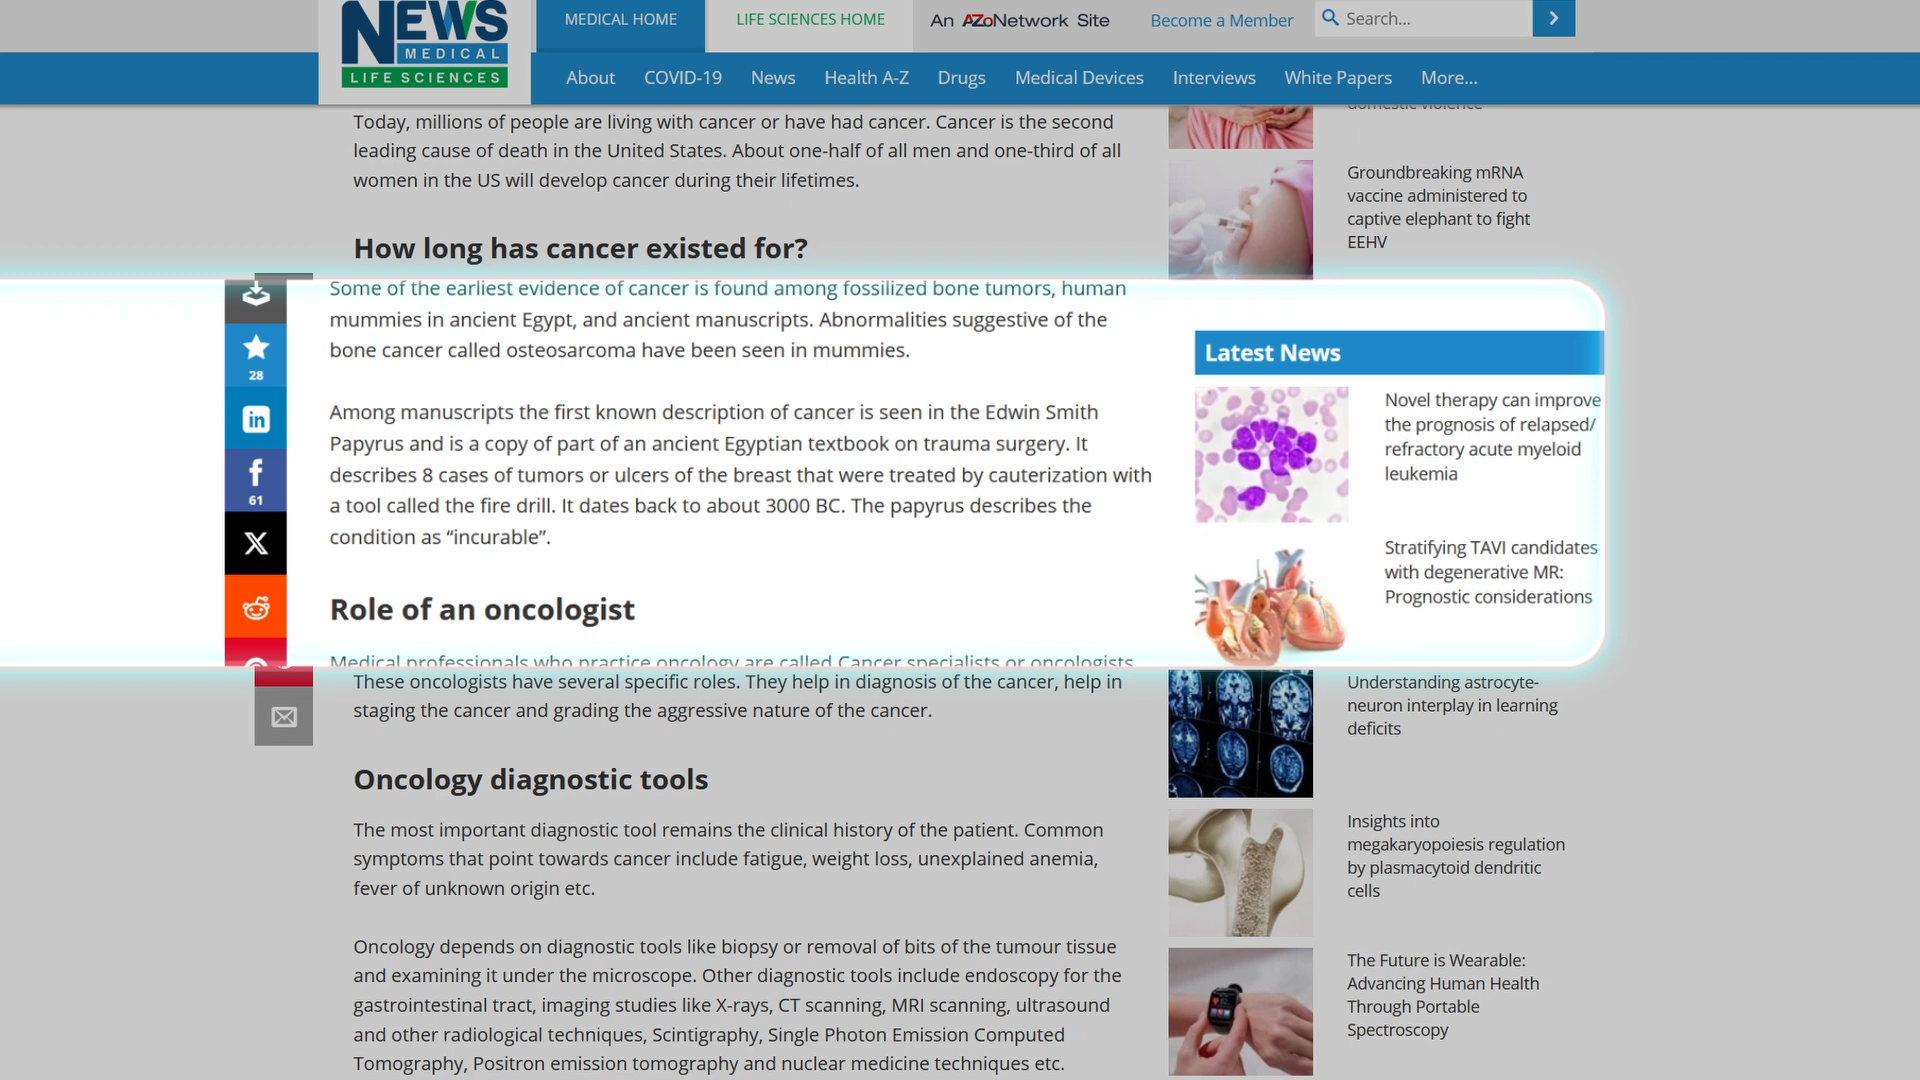 NEWS
MEDICAL
LIFE SCIENCES
MEDICAL HOME
LIFE SCIENCES HOME
An AZoNetwork Site
Become a Member
Search...
About
COVID-19
News
Health A-Z
Drugs
Medical Devices
Interviews
White Papers
More...
Today, millions of people are living with cancer or have had cancer. Cancer is the second
leading cause of death in the United States. About one-half of all men and one-third of all
women in the US will develop cancer during their lifetimes.
How long has cancer existed for?
Some of the earliest evidence of cancer is found among fossilized bone tumors, human
mummies in ancient Egypt, and ancient manuscripts. Abnormalities suggestive of the
bone cancer called osteosarcoma have been seen in mummies.
Among manuscripts the first known description of cancer is seen in the Edwin Smith
Papyrus and is a copy of part of an ancient Egyptian textbook on trauma surgery. It
describes 8 cases of tumors or ulcers of the breast that were treated by cauterization with
a tool called the fire drill. It dates back to about 3000 BC. The papyrus describes the
condition as “incurable”.
Role of an oncologist
Medical professionals who practice oncology are called Cancer specialists or oncologists
These oncologists have several specific roles. They help in diagnosis of the cancer, help in
staging the cancer and grading the aggressive nature of the cancer.
Oncology diagnostic tools
The most important diagnostic tool remains the clinical history of the patient. Common
symptoms that point towards cancer include fatigue, weight loss, unexplained anemia,
fever of unknown origin etc.
Oncology depends on diagnostic tools like biopsy or removal of bits of the tumour tissue
and examining it under the microscope. Other diagnostic tools include endoscopy for the
gastrointestinal tract, imaging studies like X-rays, CT scanning, MRI scanning, ultrasound
and other radiological techniques, Scintigraphy, Single Photon Emission Computed
Tomography, Positron emission tomography and nuclear medicine techniques etc.
28
in
f
61
X
domestic violence
Groundbreaking mRNA
vaccine administered to
captive elephant to fight
EEHV
Latest News
Novel therapy can improve
the prognosis of relapsed/
refractory acute myeloid
leukemia
Stratifying TAVI candidates
with degenerative MR:
Prognostic considerations
Understanding astrocyte-
neuron interplay in learning
deficits
Insights into
megakaryopoiesis regulation
by plasmacytoid dendritic
cells
The Future is Wearable:
Advancing Human Health
Through Portable
Spectroscopy